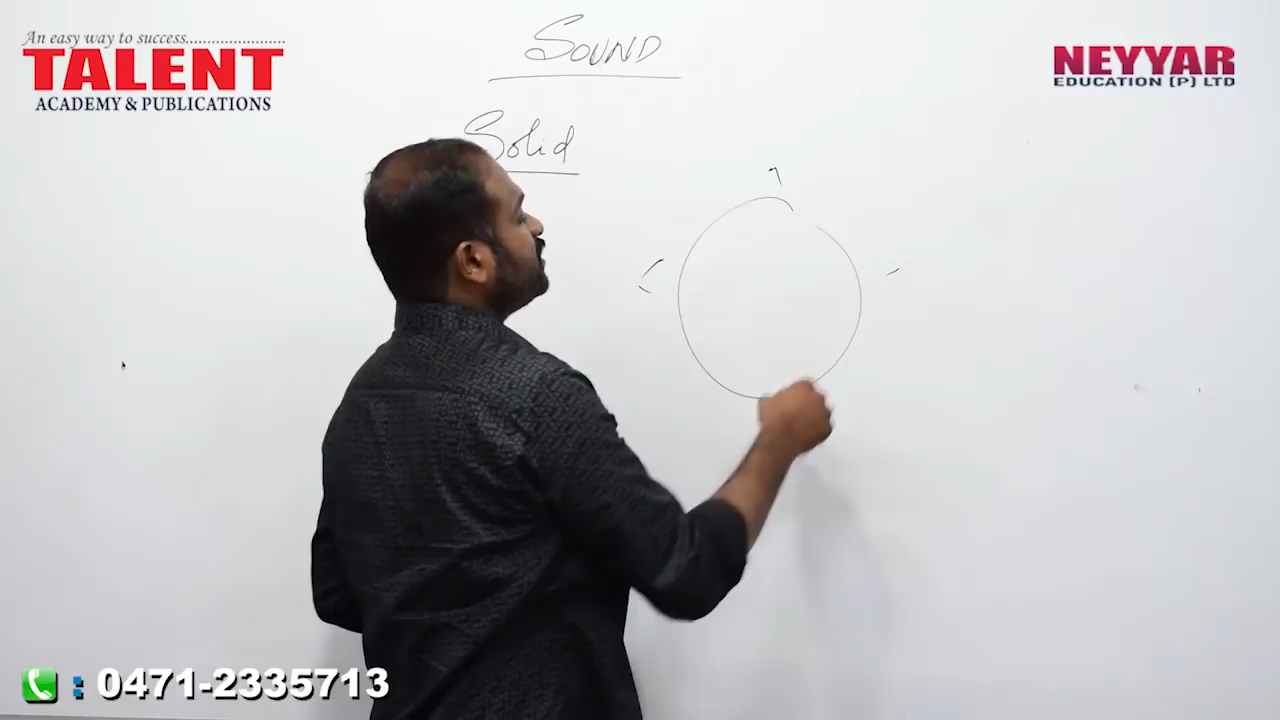 An easy way to success........................
TALENT
ACADEMY & PUBLICATIONS
SOUND
NEYYAR
EDUCATION (P) LTD
Solid
: 0471-2335713